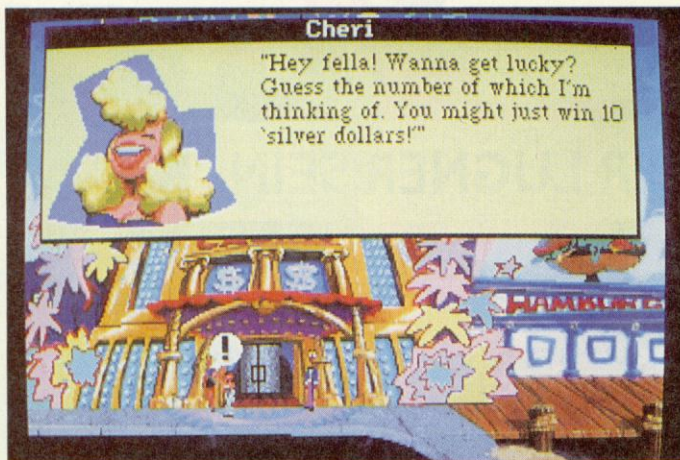 Cheri
"Hey fella! Wanna get lucky?
Guess the number of which I'm
thinking of. You might just win 10
`silver dollars!'"
$ $
HAMBURG
!